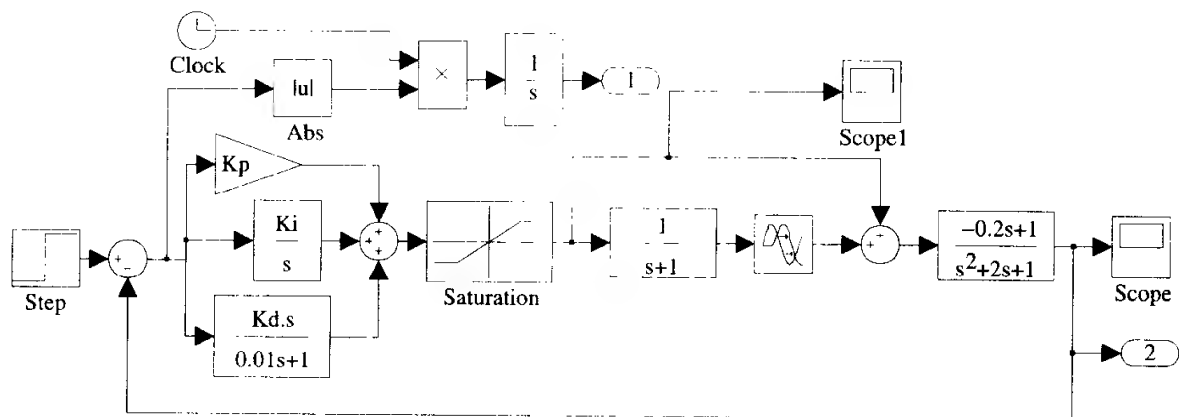 Clock
|u|
Abs
×
1
s
1
Scope1
Kp
Ki
s
Kd.s
0.01s+1
Step
Saturation
1
s+1
-0.2s+1
s²+2s+1
Scope
2